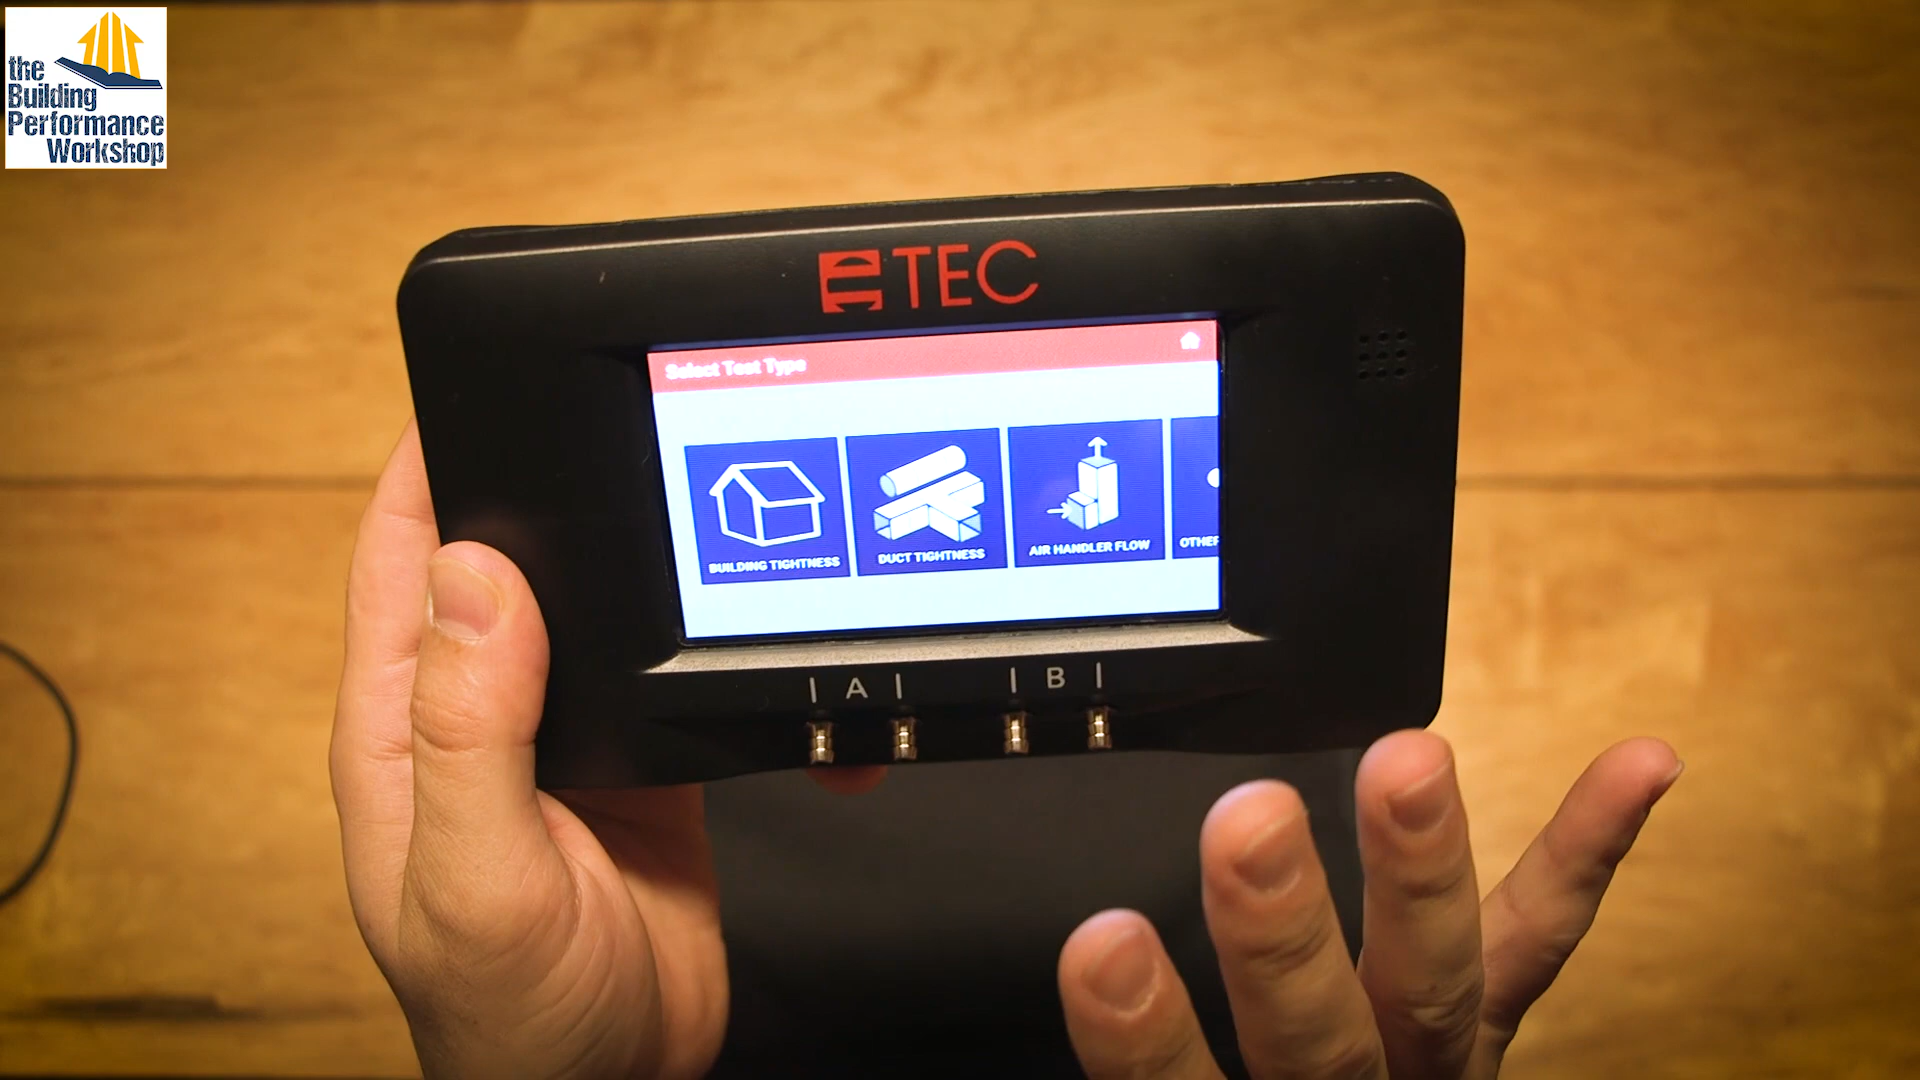 the
Building
Performance
Workshop
TEC
Select Test Type
BUILDING TIGHTNESS
DUCT TIGHTNESS
AIR HANDLER FLOW
OTHER
| A | | B |